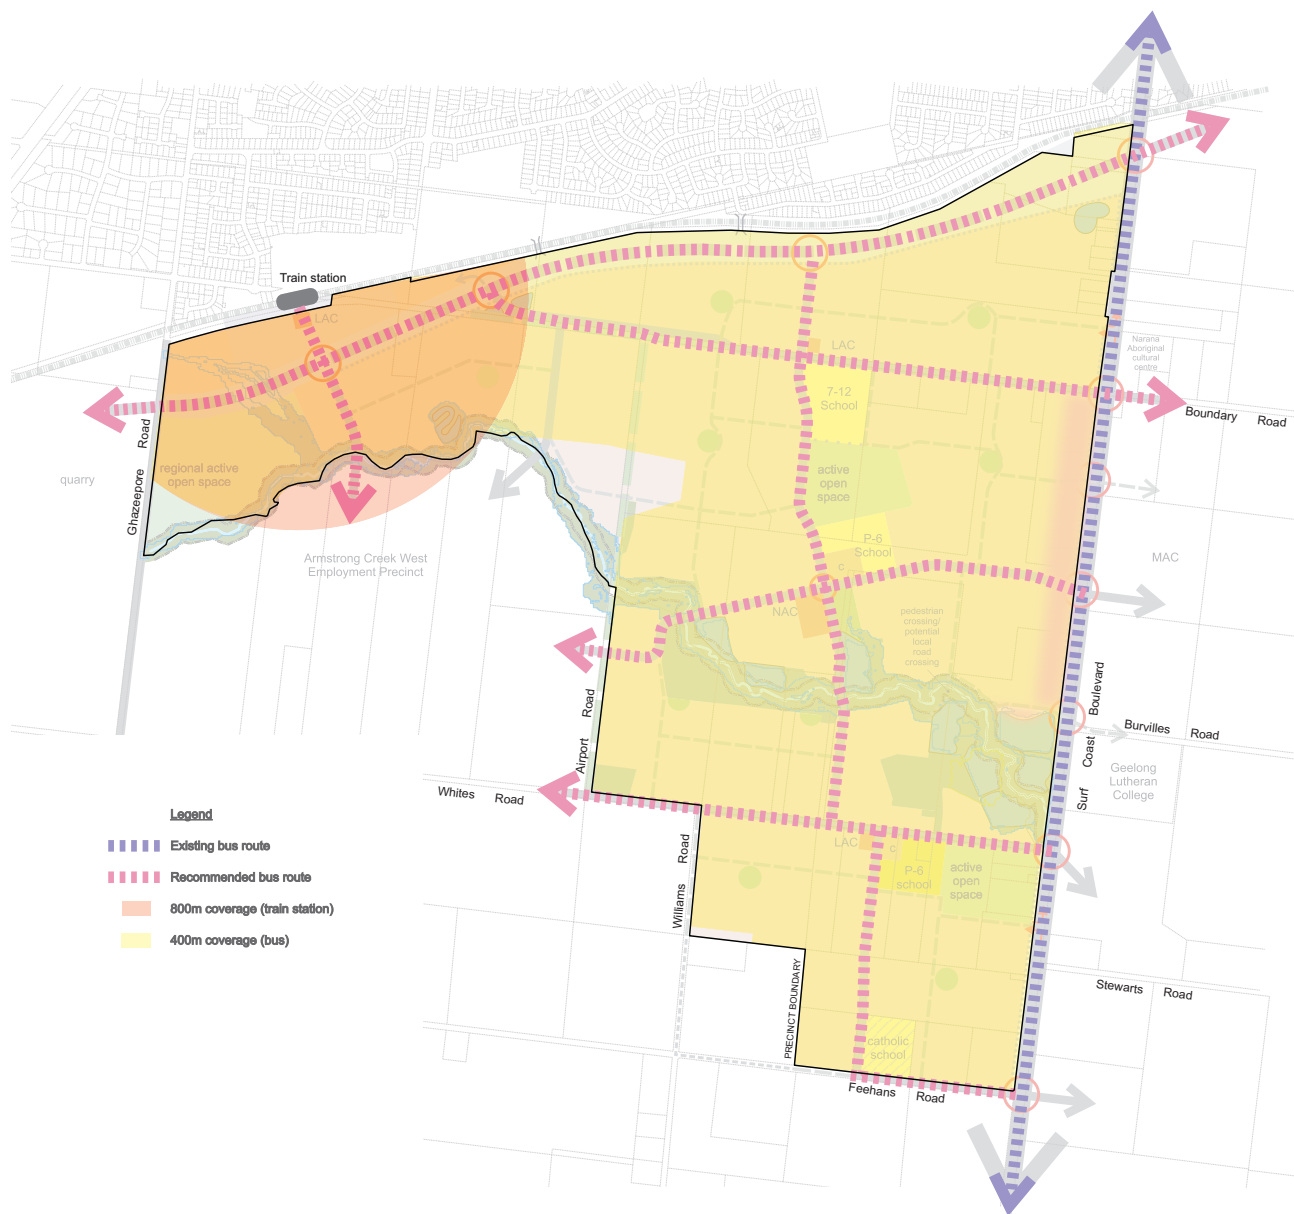 Train station
LAC
Narana
Aboriginal
cultural
centre
LAC
7-12
School
Boundary Road
Ghazeepore Road
quarry
regional active
open space
active
open
space
P-6
School
C
MAC
Armstrong Creek West
Employment Precinct
NAC
pedestrian
crossing/
potential
local
road
crossing
Surf Coast Boulevard
Airport Road
Burvilles Road
Geelong
Lutheran
College
Whites Road
Legend
Existing bus route
Recommended bus route
800m coverage (train station)
400m coverage (bus)
Williams Road
LAC
C
P-6
school
active
open
space
PRECINCT BOUNDARY
Stewarts Road
catholic
school
Feehans Road